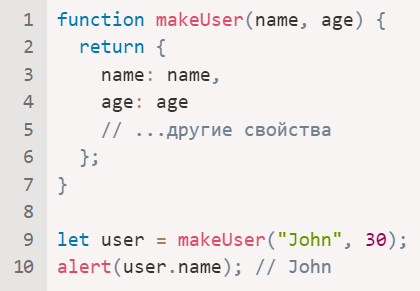 1 function makeUser(name, age) {
2   return {
3     name: name,
4     age: age
5     // ...другие свойства
6   };
7 }
8
9 let user = makeUser("John", 30);
10 alert(user.name); // John